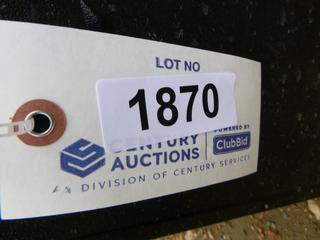 LOT NO
1870
CENTURY
AUCTIONS
POWERED BY
ClubBid
A DIVISION OF CENTURY SERVICES